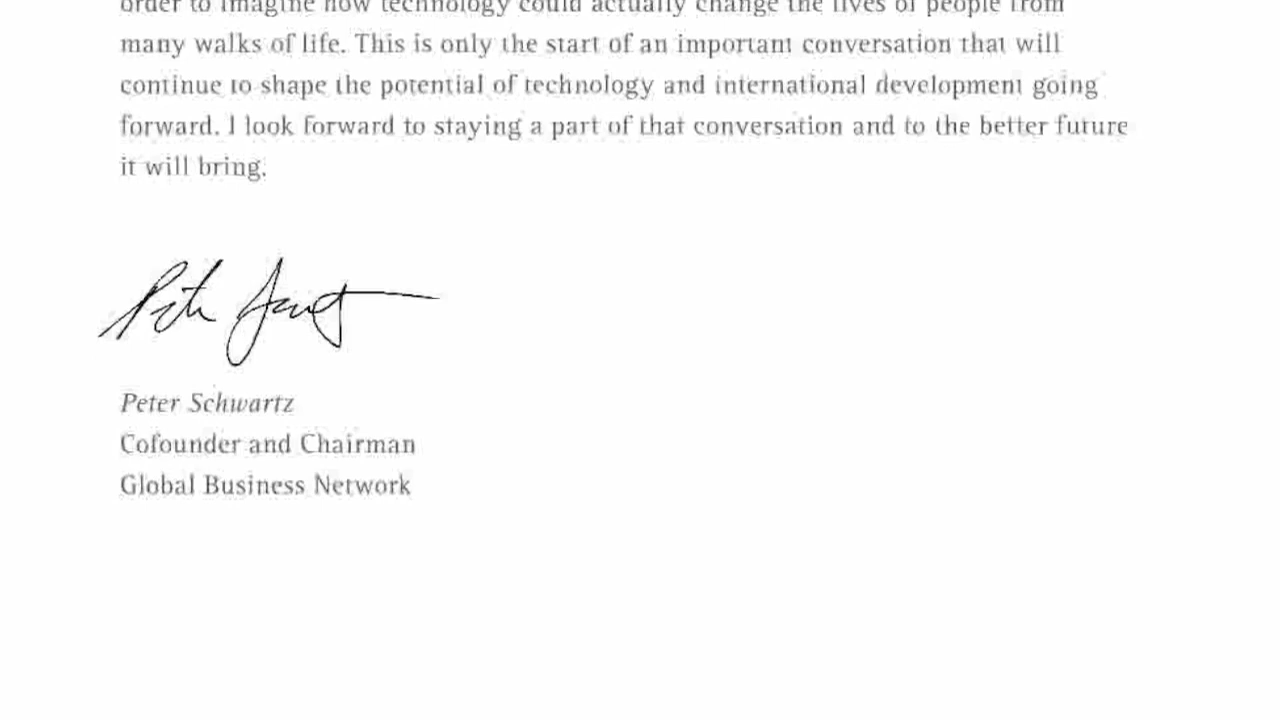 order to imagine how technology could actually change the lives of people from
many walks of life. This is only the start of an important conversation that will
continue to shape the potential of technology and international development going
forward. I look forward to staying a part of that conversation and to the better future
it will bring.
Peter Schwartz
Cofounder and Chairman
Global Business Network